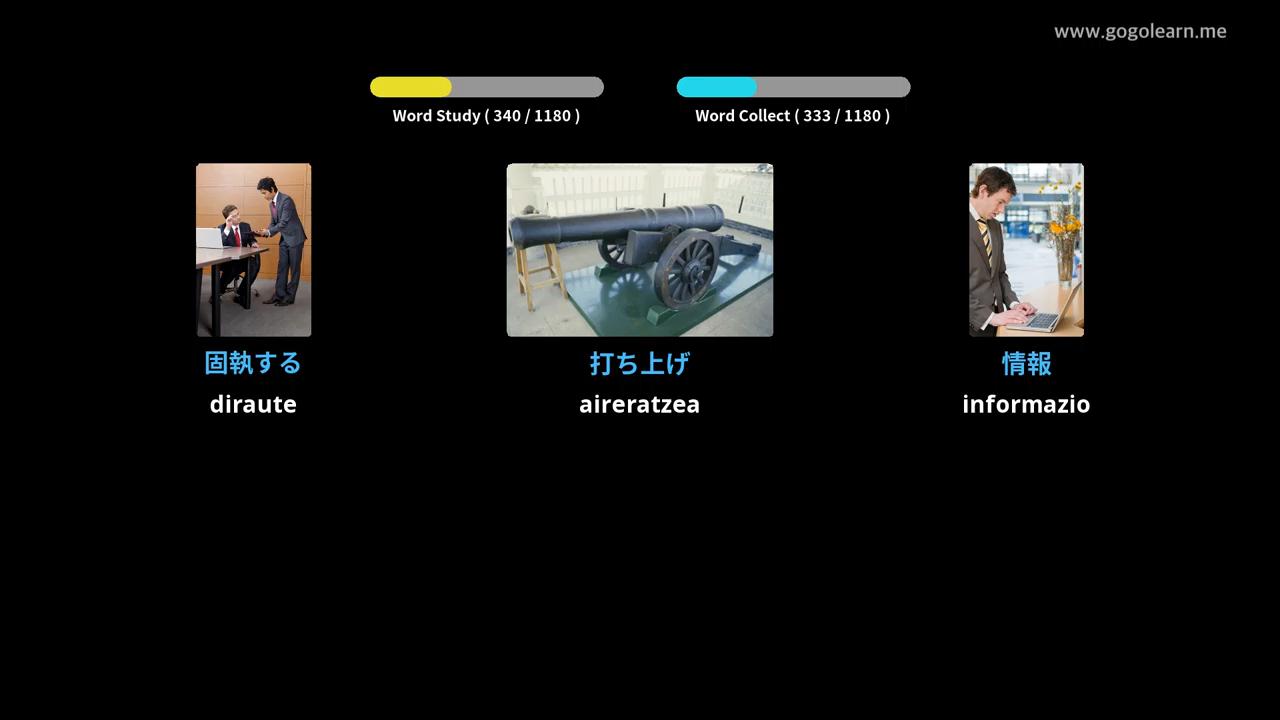 www.gogolearn.me
Word Study ( 340 / 1180 )
Word Collect ( 333 / 1180 )
固執する
打ち上げ
情報
diraute
aireratzea
informazio